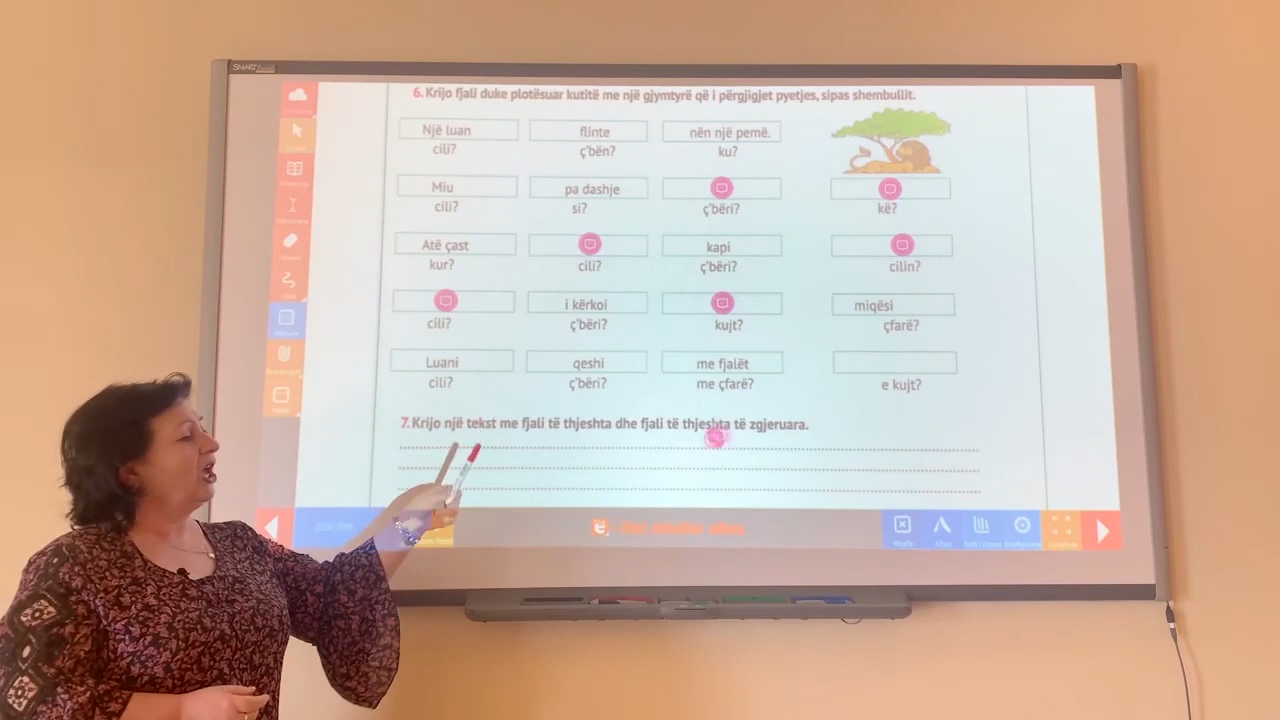 SMART
6. Krijo fjali duke plotësuar kutitë me një gjymtyrë që i përgjigjet pyetjes, sipas shembullit.
Një luan flinte nën një pemë.
cili? ç'bën? ku?
Miu pa dashje
cili? si? ç'bëri? kë?
Atë çast kapi
kur? cili? ç'bëri? cilin?
i kërkoi miqësi
cili? ç'bëri? kujt? çfarë?
Luani qeshi me fjalët
cili? ç'bëri? me çfarë? e kujt?
7. Krijo një tekst me fjali të thjeshta dhe fjali të thjeshta të zgjeruara.